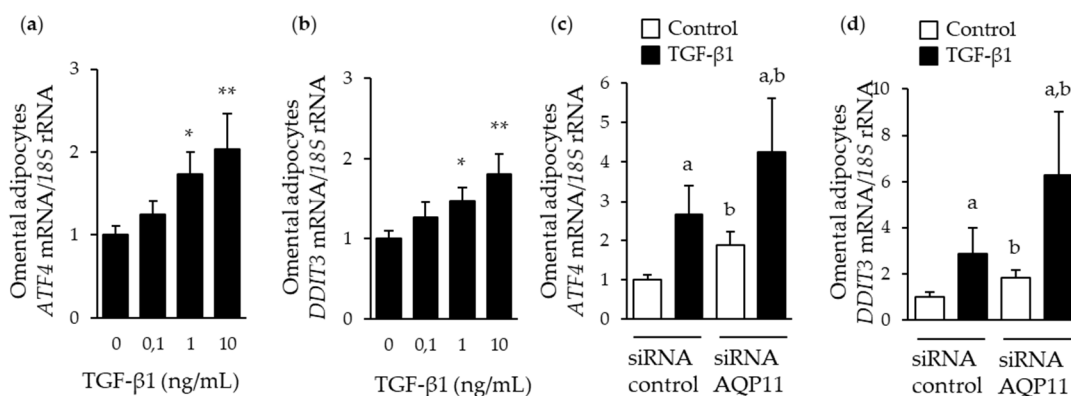 (a)
Omental adipocytes
ATF4 mRNA/18S rRNA
3
2
1
0
*
**
0 0,1 1 10
TGF-β1 (ng/mL)
(b)
Omental adipocytes
DDIT3 mRNA/18S rRNA
3
2
1
0
*
**
0 0,1 1 10
TGF-β1 (ng/mL)
(c)
Control
TGF-β1
Omental adipocytes
ATF4 mRNA/18S rRNA
6
5
4
3
2
1
0
a
b
a,b
siRNA siRNA
control AQP11
(d)
Control
TGF-β1
Omental adipocytes
DDIT3 mRNA/18S rRNA
10
8
6
4
2
0
a
b
a,b
siRNA siRNA
control AQP11